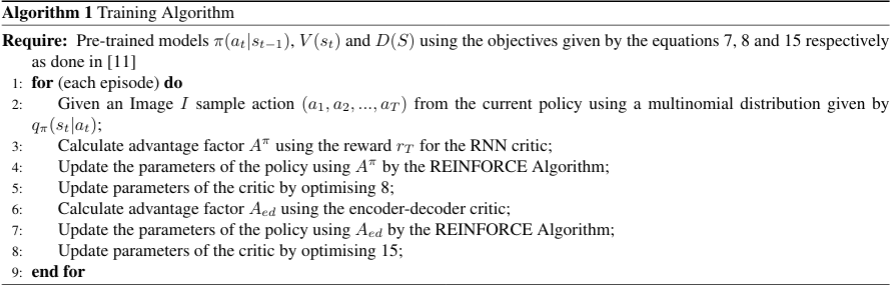 Algorithm 1 Training Algorithm
Require: Pre-trained models π(a_t|s_{t−1}), V(s_t) and D(S) using the objectives given by the equations 7, 8 and 15 respectively
as done in [11]
1: for (each episode) do
2: Given an Image I sample action (a_1, a_2, ..., a_T) from the current policy using a multinomial distribution given by
q_π(s_t|a_t);
3: Calculate advantage factor A^π using the reward r_T for the RNN critic;
4: Update the parameters of the policy using A^π by the REINFORCE Algorithm;
5: Update parameters of the critic by optimising 8;
6: Calculate advantage factor A_{ed} using the encoder-decoder critic;
7: Update the parameters of the policy using A_{ed} by the REINFORCE Algorithm;
8: Update parameters of the critic by optimising 15;
9: end for